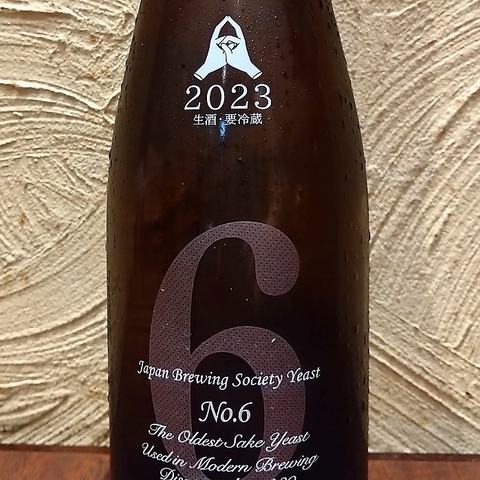 2023
生酒・要冷蔵
6
Japan Brewing Society Yeast
No.6
The Oldest Sake Yeast
Used in Modern Brewing